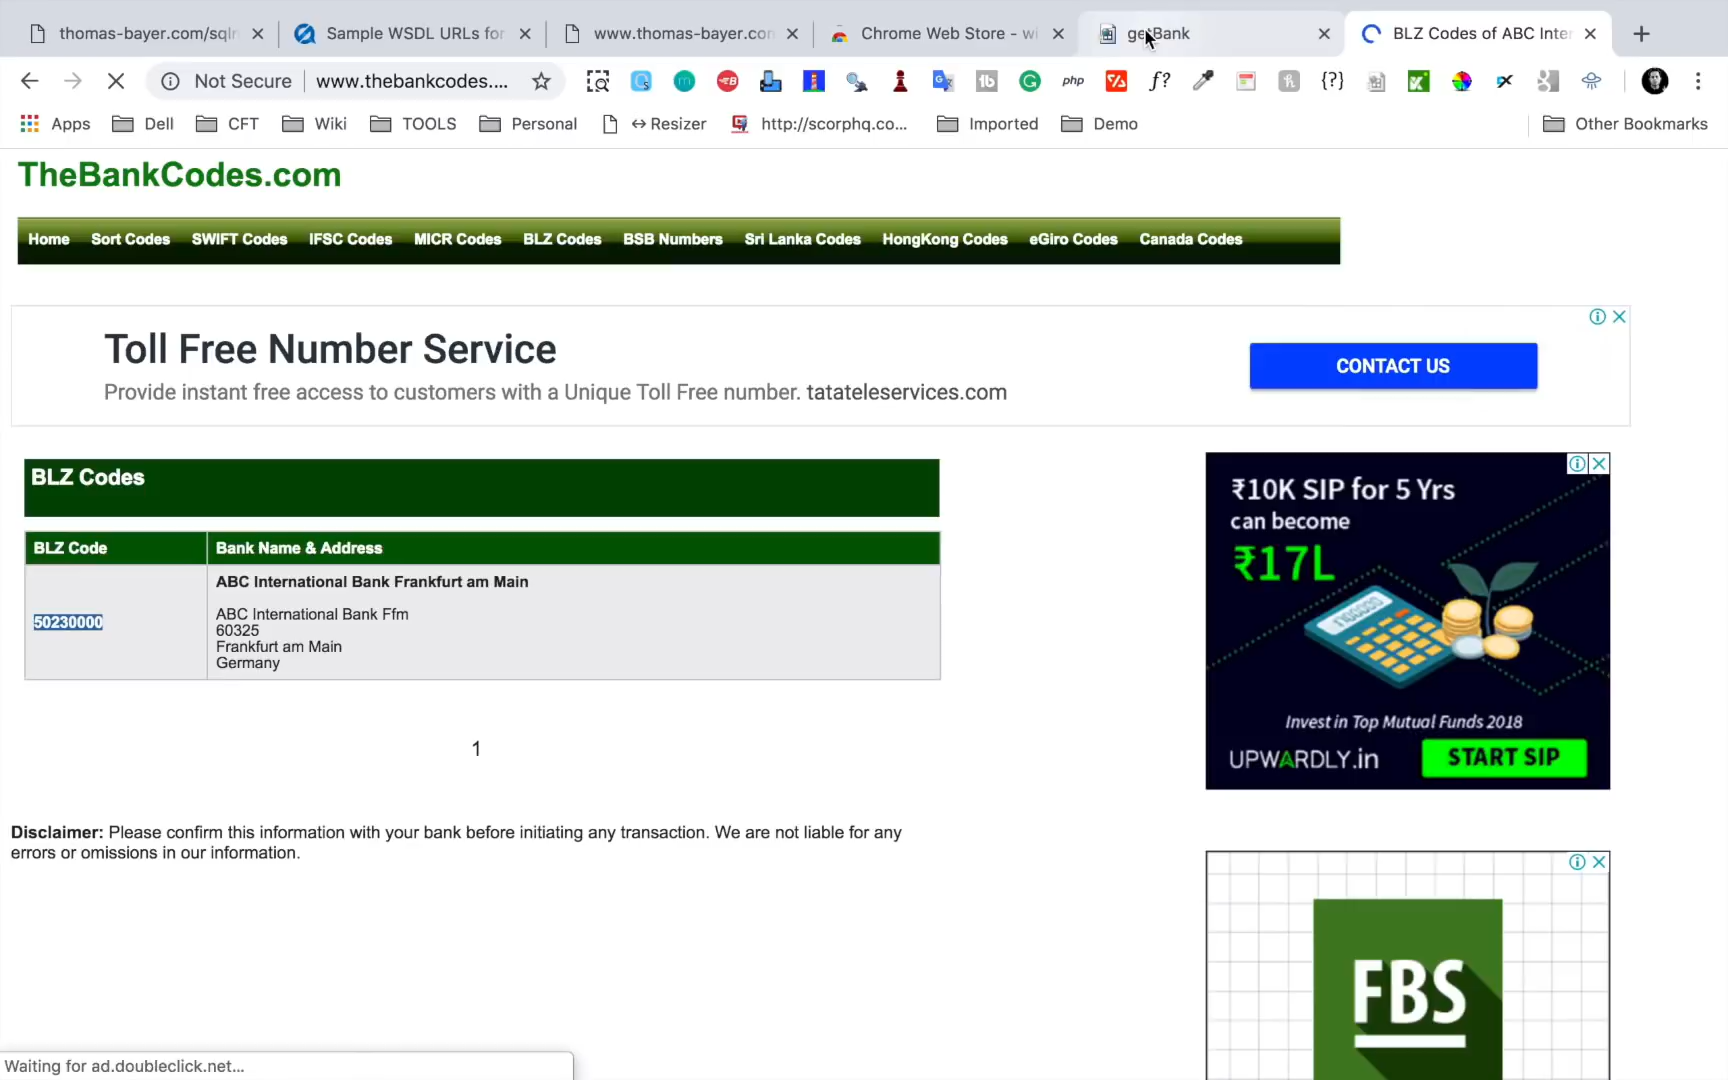 thomas-bayer.com/sqlr
Sample WSDL URLs for
www.thomas-bayer.com
Chrome Web Store - wi
getBank
BLZ Codes of ABC Inter
Not Secure
www.thebankcodes....
php
ƒ?
{?}
Apps
Dell
CFT
Wiki
TOOLS
Personal
↔Resizer
http://scorphq.co...
Imported
Demo
Other Bookmarks
TheBankCodes.com
Home Sort Codes SWIFT Codes IFSC Codes MICR Codes BLZ Codes BSB Numbers Sri Lanka Codes HongKong Codes eGiro Codes Canada Codes
Toll Free Number Service
Provide instant free access to customers with a Unique Toll Free number. tatateleservices.com
CONTACT US
BLZ Codes
BLZ Code
Bank Name & Address
50230000
ABC International Bank Frankfurt am Main
ABC International Bank Ffm
60325
Frankfurt am Main
Germany
1
Disclaimer: Please confirm this information with your bank before initiating any transaction. We are not liable for any
errors or omissions in our information.
₹10K SIP for 5 Yrs
can become
₹17L
Invest in Top Mutual Funds 2018
UPWARDLY.in
START SIP
FBS
Waiting for ad.doubleclick.net...